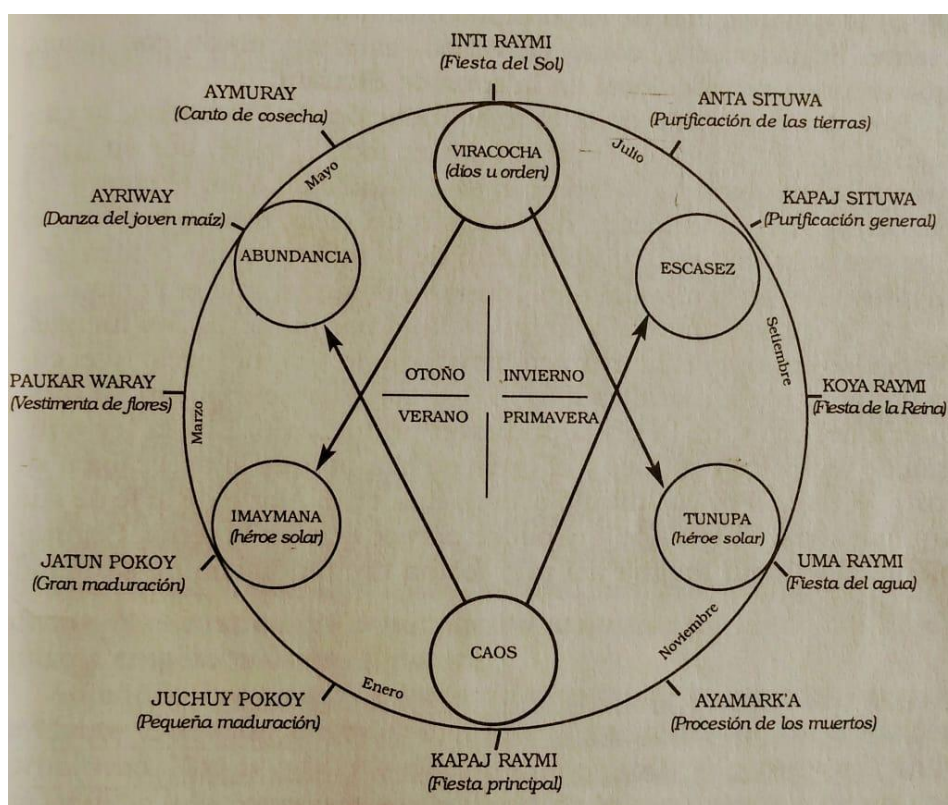 INTI RAYMI
(Fiesta del Sol)
AYMURAY
(Canto de cosecha)
ANTA SITUWA
(Purificación de las tierras)
Mayo
VIRACOCHA
(dios u orden)
Julio
AYRIWAY
(Danza del joven maíz)
KAPAJ SITUWA
(Purificación general)
ABUNDANCIA
ESCASEZ
Setiembre
OTOÑO
INVIERNO
PAUKAR WARAY
(Vestimenta de flores)
Marzo
VERANO
PRIMAVERA
KOYA RAYMI
(Fiesta de la Reina)
IMAYMANA
(héroe solar)
TUNUPA
(héroe solar)
JATUN POKOY
(Gran maduración)
UMA RAYMI
(Fiesta del agua)
Noviembre
CAOS
Enero
JUCHUY POKOY
(Pequeña maduración)
AYAMARK'A
(Procesión de los muertos)
KAPAJ RAYMI
(Fiesta principal)